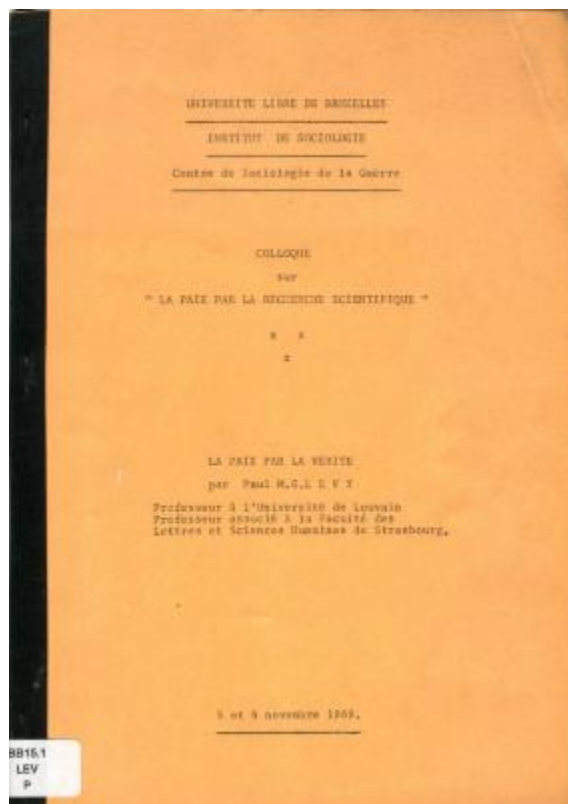 UNIVERSITE LIBRE DE BRUXELLES
INSTITUT DE SOCIOLOGIE
Centre de Sociologie de la Guerre
COLLOQUE
sur
" LA PAIX PAR LA RECHERCHE SCIENTIFIQUE "
x x
x
LA PAIX PAR LA VERITE
par Paul M.G.L E V Y
Professeur à l'Université de Louvain
Professeur associé à la Faculté des
Lettres et Sciences Humaines de Strasbourg.
5 et 6 novembre 1969.
BB15.1
LEV
P